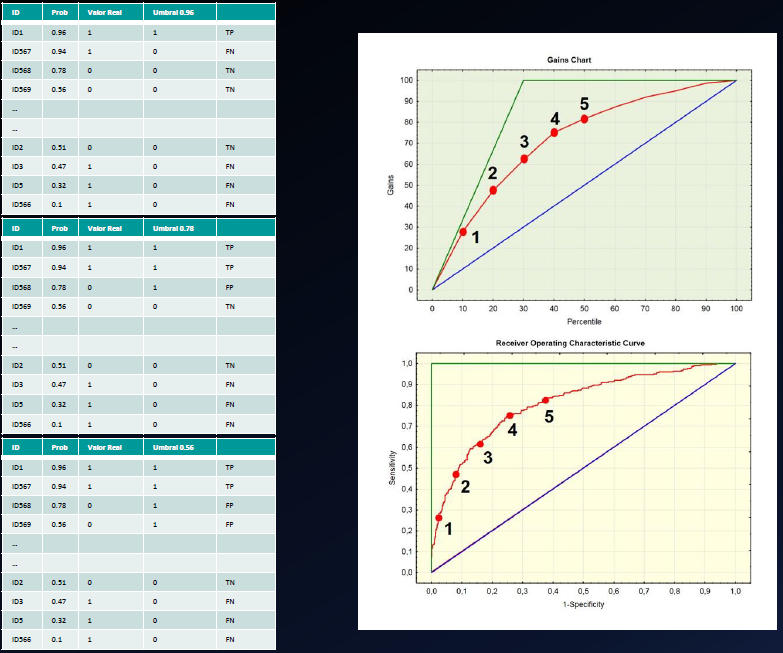 ID Prob Valor Real Umbral 0.96
ID1 0.96 1 1 TP
ID567 0.94 1 0 FN
ID568 0.78 0 0 TN
ID569 0.56 0 0 TN
...
...
ID2 0.51 0 0 TN
ID3 0.47 1 0 FN
ID5 0.32 1 0 FN
ID566 0.1 1 0 FN
ID Prob Valor Real Umbral 0.78
ID1 0.96 1 1 TP
ID567 0.94 1 1 TP
ID568 0.78 0 1 FP
ID569 0.56 0 0 TN
...
...
ID2 0.51 0 0 TN
ID3 0.47 1 0 FN
ID5 0.32 1 0 FN
ID566 0.1 1 0 FN
ID Prob Valor Real Umbral 0.56
ID1 0.96 1 1 TP
ID567 0.94 1 1 TP
ID568 0.78 0 1 FP
ID569 0.56 0 1 FP
...
...
ID2 0.51 0 0 TN
ID3 0.47 1 0 FN
ID5 0.32 1 0 FN
ID566 0.1 1 0 FN
Gains Chart
100
90
80
70
60
50
40
30
20
10
0
Gains
1
2
3
4
5
0 10 20 30 40 50 60 70 80 90 100
Percentile
Receiver Operating Characteristic Curve
1,0
0,9
0,8
0,7
0,6
0,5
0,4
0,3
0,2
0,1
0,0
Sensitivity
1
2
3
4
5
0,0 0,1 0,2 0,3 0,4 0,5 0,6 0,7 0,8 0,9 1,0
1-Specificity